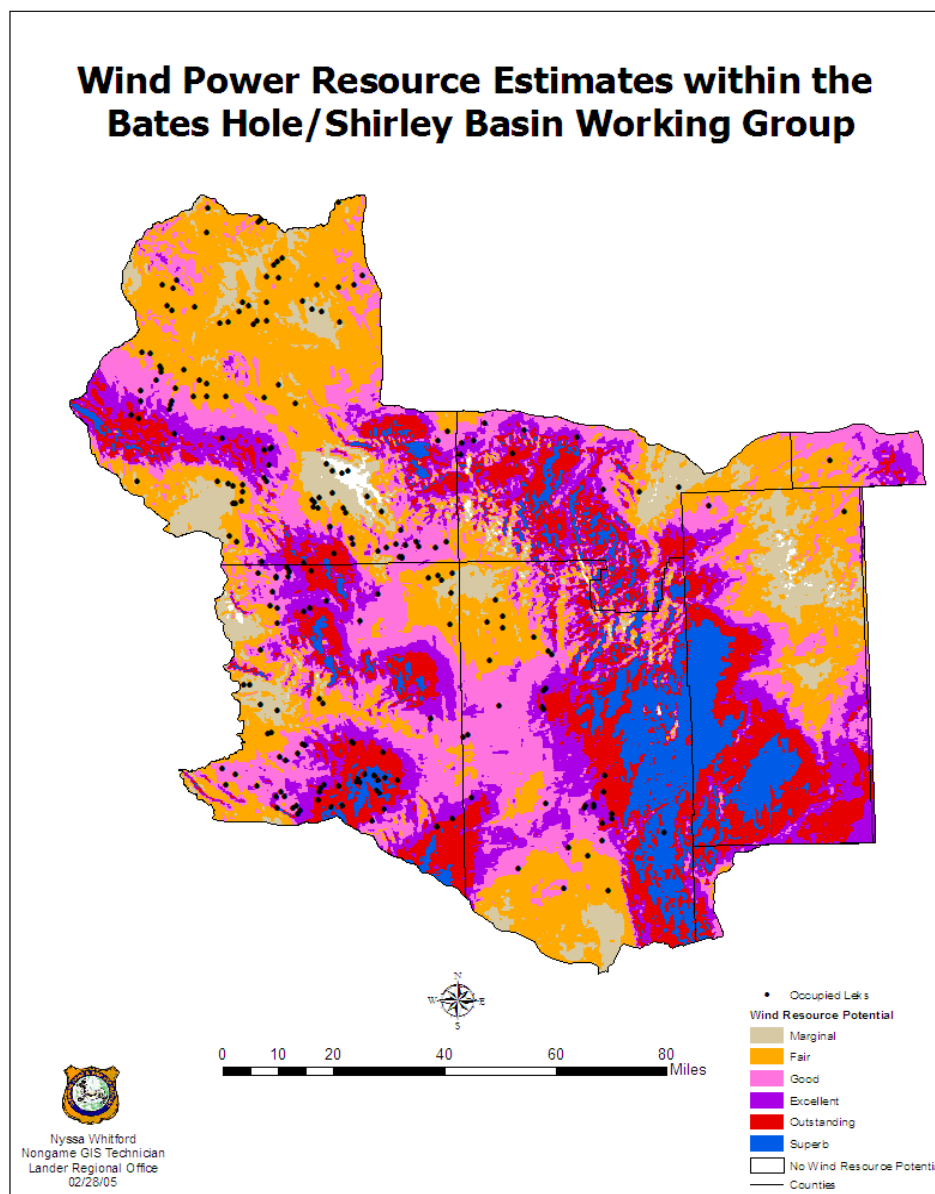 Wind Power Resource Estimates within the
Bates Hole/Shirley Basin Working Group
N
W E
S
0 10 20 40 60 80
Miles
Occupied Leks
Wind Resource Potential
Marginal
Fair
Good
Excellent
Outstanding
Superb
No Wind Resource Potenti
Counties
Nyssa Whitford
Nongame GIS Technician
Lander Regional Office
02/28/05